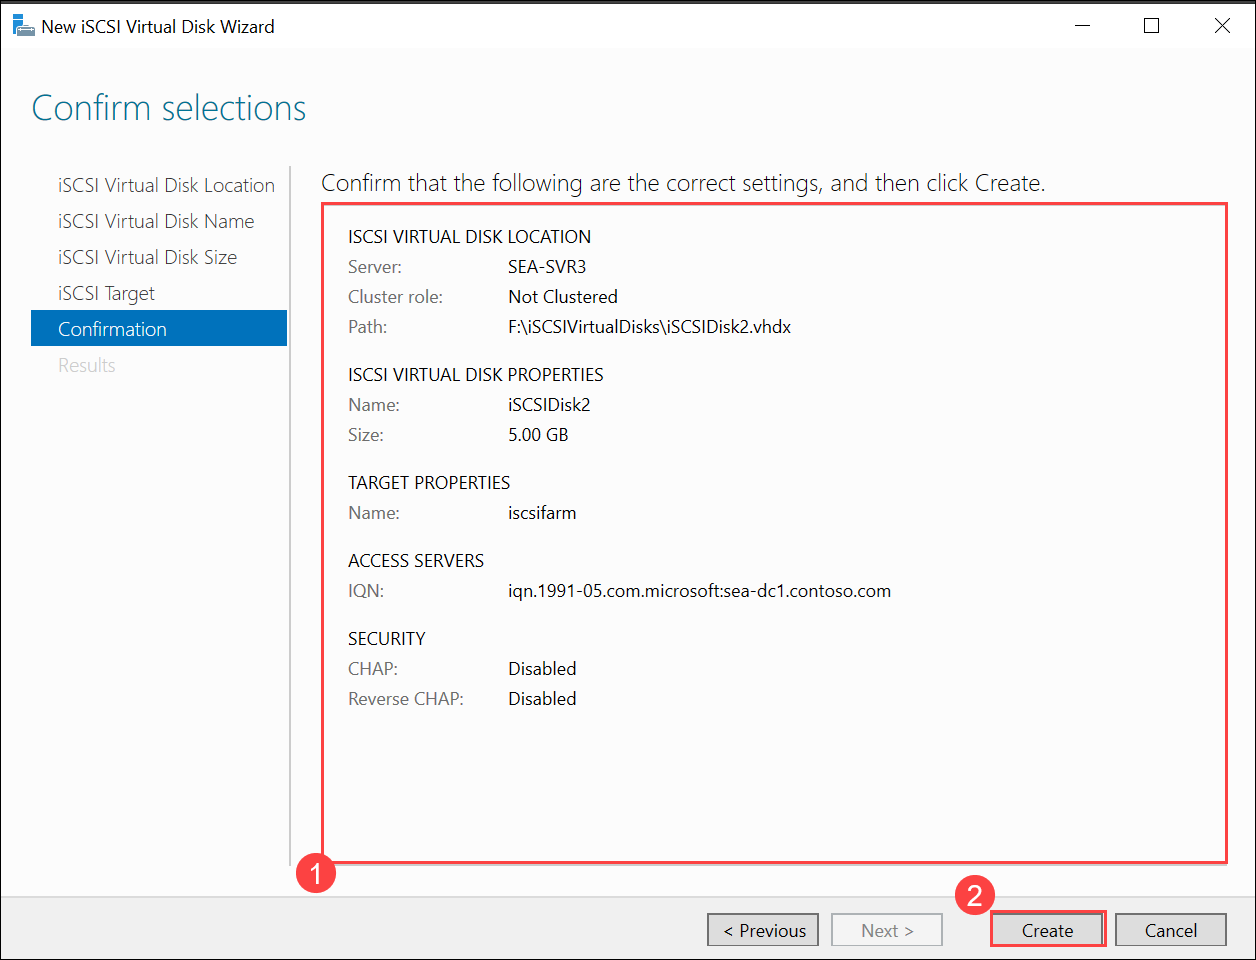 New iSCSI Virtual Disk Wizard
Confirm selections
iSCSI Virtual Disk Location
iSCSI Virtual Disk Name
iSCSI Virtual Disk Size
iSCSI Target
Confirmation
Results
Confirm that the following are the correct settings, and then click Create.
ISCSI VIRTUAL DISK LOCATION
Server: SEA-SVR3
Cluster role: Not Clustered
Path: F:\iSCSIVirtualDisks\iSCSIDisk2.vhdx
ISCSI VIRTUAL DISK PROPERTIES
Name: iSCSIDisk2
Size: 5.00 GB
TARGET PROPERTIES
Name: iscsifarm
ACCESS SERVERS
IQN: iqn.1991-05.com.microsoft:sea-dc1.contoso.com
SECURITY
CHAP: Disabled
Reverse CHAP: Disabled
1
2
< Previous Next > Create Cancel